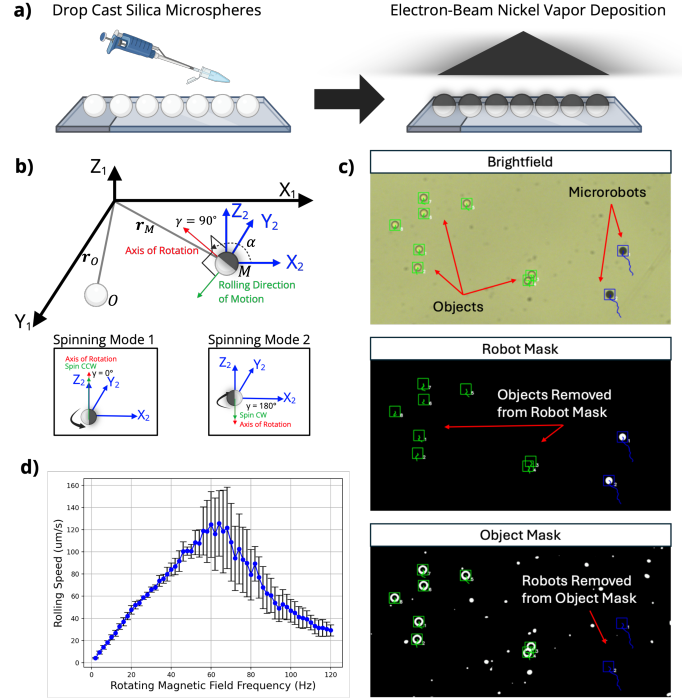 a)
Drop Cast Silica Microspheres
Electron-Beam Nickel Vapor Deposition
b)
Z1
X1
Y1
r_M
r_O
O
γ = 90°
Z2
Y2
α
Axis of Rotation
M
X2
Rolling Direction
of Motion
Spinning Mode 1
Axis of Rotation
Spin CCW
γ = 0°
Z2
Y2
X2
Spinning Mode 2
Z2
Y2
X2
γ = 180°
Spin CW
Axis of Rotation
c)
Brightfield
Microrobots
Objects
Robot Mask
Objects Removed
from Robot Mask
Object Mask
Robots Removed
from Object Mask
d)
Rolling Speed (um/s)
160
140
120
100
80
60
40
20
0
0 20 40 60 80 100 120
Rotating Magnetic Field Frequency (Hz)